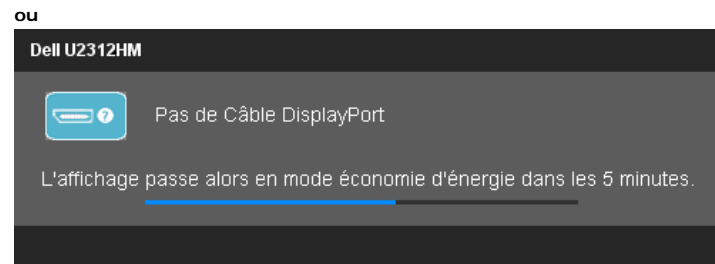 ou
Dell U2312HM
Pas de Câble DisplayPort
L'affichage passe alors en mode économie d'énergie dans les 5 minutes.